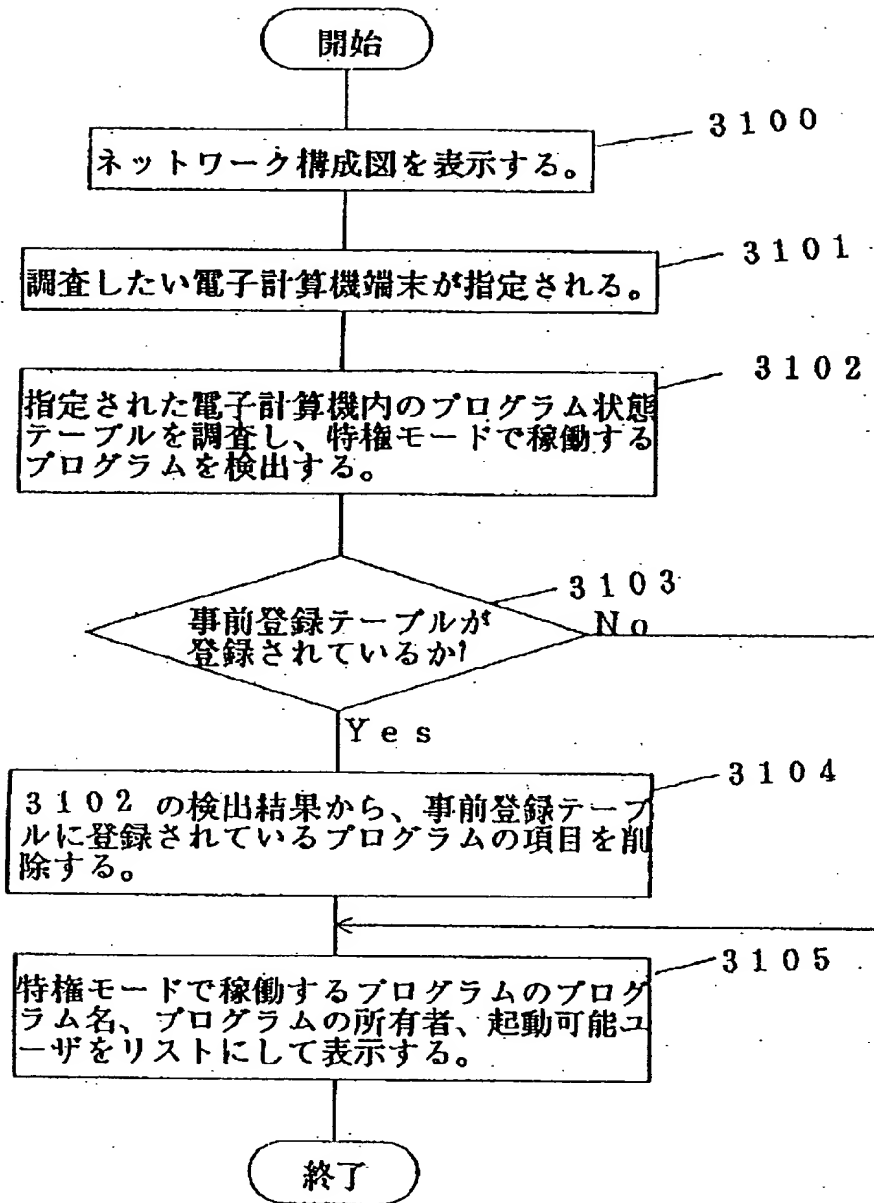 開始
3100
ネットワーク構成図を表示する。
3101
調査したい電子計算機端末が指定される。
3102
指定された電子計算機内のプログラム状態
テーブルを調査し、特権モードで稼働する
プログラムを検出する。
3103
事前登録テーブルが
登録されているか?
No
Yes
3104
3102 の検出結果から、事前登録テーブ
ルに登録されているプログラムの項目を削
除する。
3105
特権モードで稼働するプログラムのプログ
ラム名、プログラムの所有者、起動可能ユ
ーザをリストにして表示する。
終了